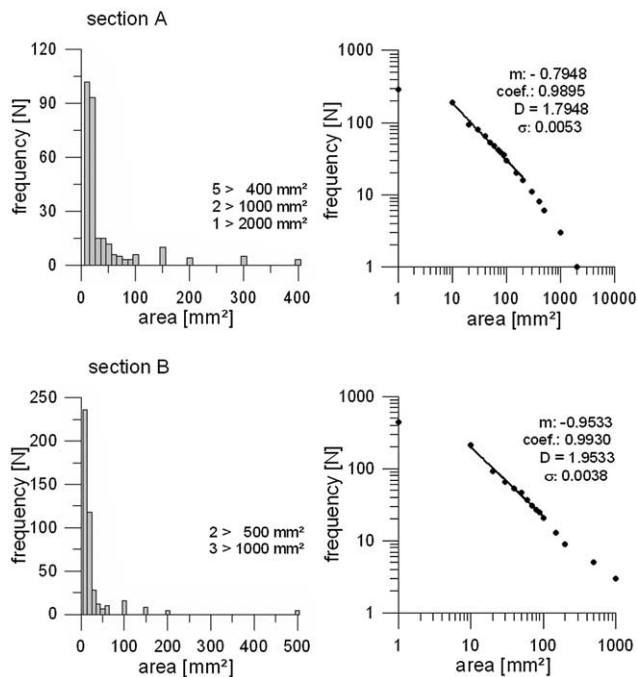 section A
120
90
60
30
0
frequency [N]
5 > 400 mm²
2 > 1000 mm²
1 > 2000 mm²
0 100 200 300 400
area [mm²]
1000
100
10
1
frequency [N]
m: - 0.7948
coef.: 0.9895
D = 1.7948
σ: 0.0053
1 10 100 1000 10000
area [mm²]
section B
250
200
150
100
50
0
frequency [N]
2 > 500 mm²
3 > 1000 mm²
0 100 200 300 400 500
area [mm²]
1000
100
10
1
frequency [N]
m: -0.9533
coef.: 0.9930
D = 1.9533
σ: 0.0038
1 10 100 1000
area [mm²]